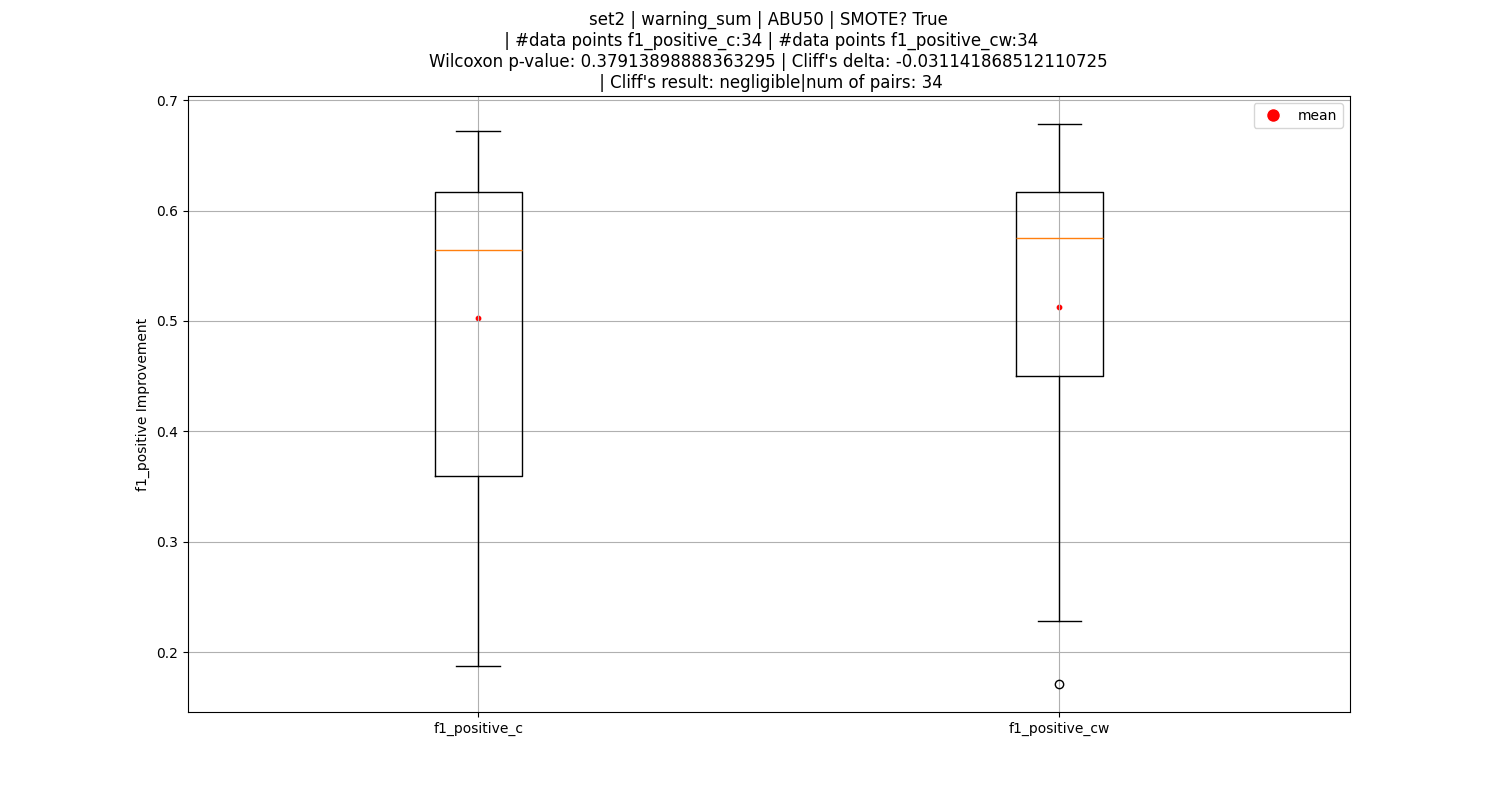 set2 | warning_sum | ABU50 | SMOTE? True
| #data points f1_positive_c:34 | #data points f1_positive_cw:34
Wilcoxon p-value: 0.37913898888363295 | Cliff's delta: -0.031141868512110725
| Cliff's result: negligible|num of pairs: 34
mean
0.7
0.6
0.5
0.4
0.3
0.2
f1_positive Improvement
f1_positive_c
f1_positive_cw